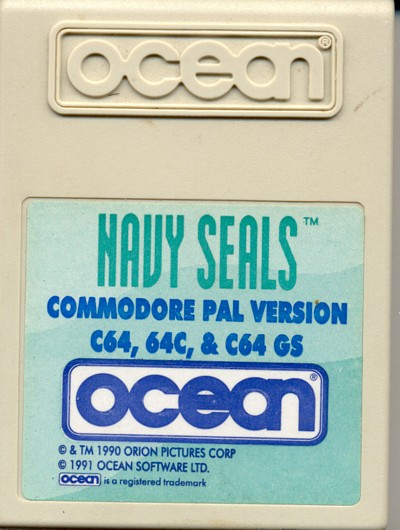 ocean®
NAVY SEALS™
COMMODORE PAL VERSION
C64, 64C, & C64 GS
ocean®
© & TM 1990 ORION PICTURES CORP
© 1991 OCEAN SOFTWARE LTD.
ocean is a registered trademark